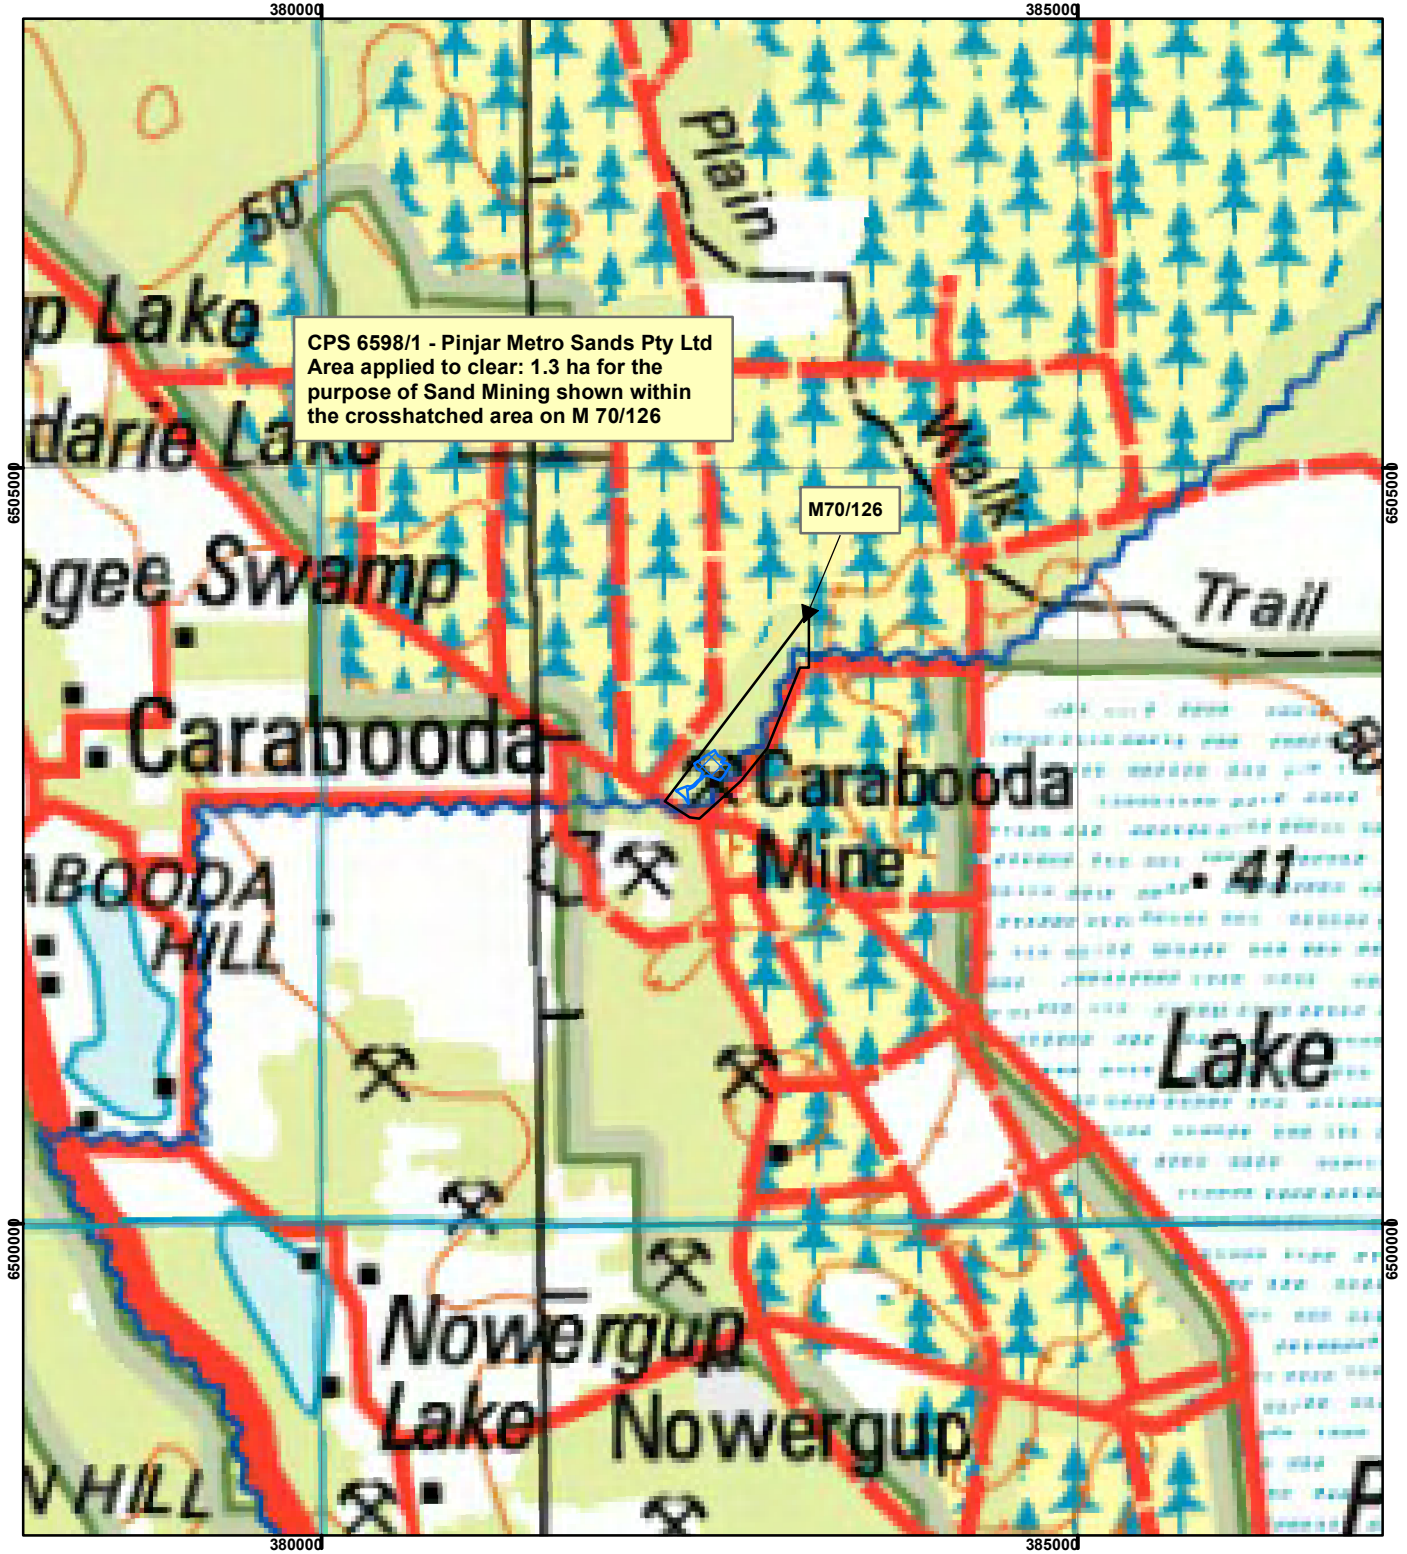 380000
385000
Plain
50
p Lake
CPS 6598/1 - Pinjar Metro Sands Pty Ltd
Area applied to clear: 1.3 ha for the
purpose of Sand Mining shown within
the crosshatched area on M 70/126
darie Lake
Walk
6505000
6505000
M70/126
ogee Swamp
Trail
Carabooda
Carabooda
Mine
ABOODA
HILL
41
Lake
6500000
6500000
Nowergup
Lake
Nowergup
N HILL
P
380000
385000